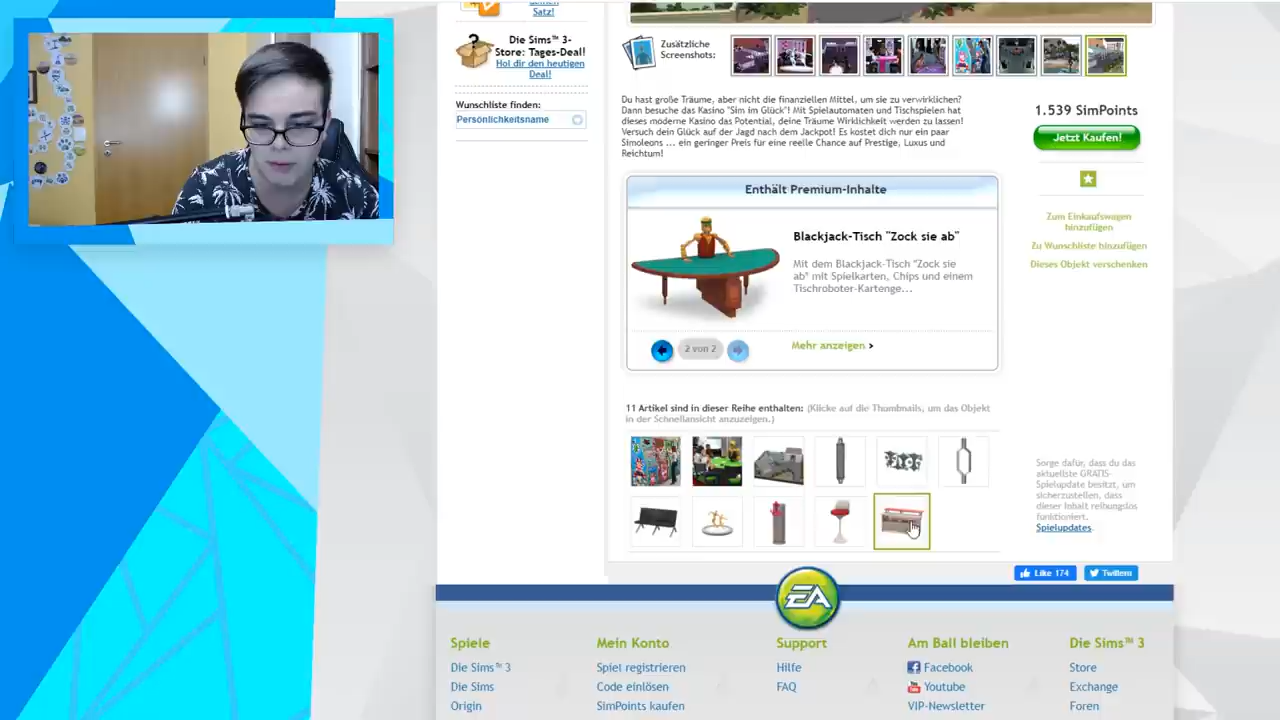 deinen
Satz!
Die Sims™ 3-
Store: Tages-Deal!
Hol dir den heutigen
Deal!
Wunschliste finden:
Persönlichkeitsname
Zusätzliche
Screenshots:
Du hast große Träume, aber nicht die finanziellen Mittel, um sie zu verwirklichen?
Dann besuche das Kasino "Sim im Glück"! Mit Spielautomaten und Tischspielen hat
dieses moderne Kasino das Potential, deine Träume Wirklichkeit werden zu lassen!
Versuch dein Glück auf der Jagd nach dem Jackpot! Es kostet dich nur ein paar
Simoleons ... ein geringer Preis für eine reelle Chance auf Prestige, Luxus und
Reichtum!
Enthält Premium-Inhalte
Blackjack-Tisch "Zock sie ab"
Mit dem Blackjack-Tisch "Zock sie
ab" mit Spielkarten, Chips und einem
Tischroboter-Kartenge...
2 von 2
Mehr anzeigen >
1.539 SimPoints
Jetzt Kaufen!
Zum Einkaufswagen
hinzufügen
Zu Wunschliste hinzufügen
Dieses Objekt verschenken
11 Artikel sind in dieser Reihe enthalten: (Klicke auf die Thumbnails, um das Objekt
in der Schnellansicht anzuzeigen.)
Sorge dafür, dass du das
aktuellste GRATIS-
Spielupdate besitzt, um
sicherzustellen, dass
dieser Inhalt reibungslos
funktioniert.
Spielupdates
Like 174
Twittern
EA
Spiele
Die Sims™ 3
Die Sims
Origin
Mein Konto
Spiel registrieren
Code einlösen
SimPoints kaufen
Support
Hilfe
FAQ
Am Ball bleiben
Facebook
Youtube
VIP-Newsletter
Die Sims™ 3
Store
Exchange
Foren